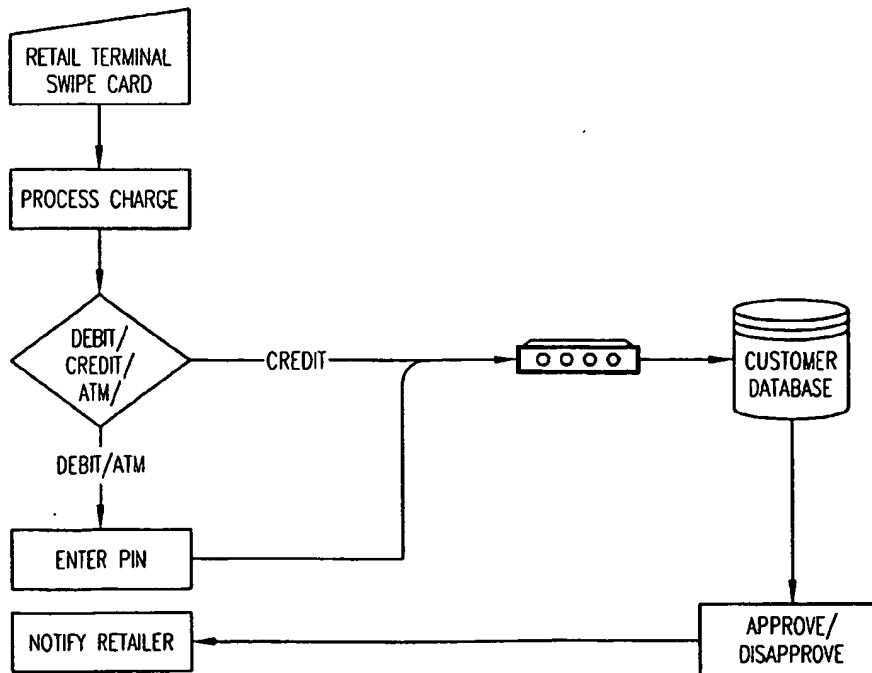 RETAIL TERMINAL
SWIPE CARD
PROCESS CHARGE
DEBIT/
CREDIT/
ATM/
CREDIT
CUSTOMER
DATABASE
DEBIT/ATM
ENTER PIN
NOTIFY RETAILER
APPROVE/
DISAPPROVE